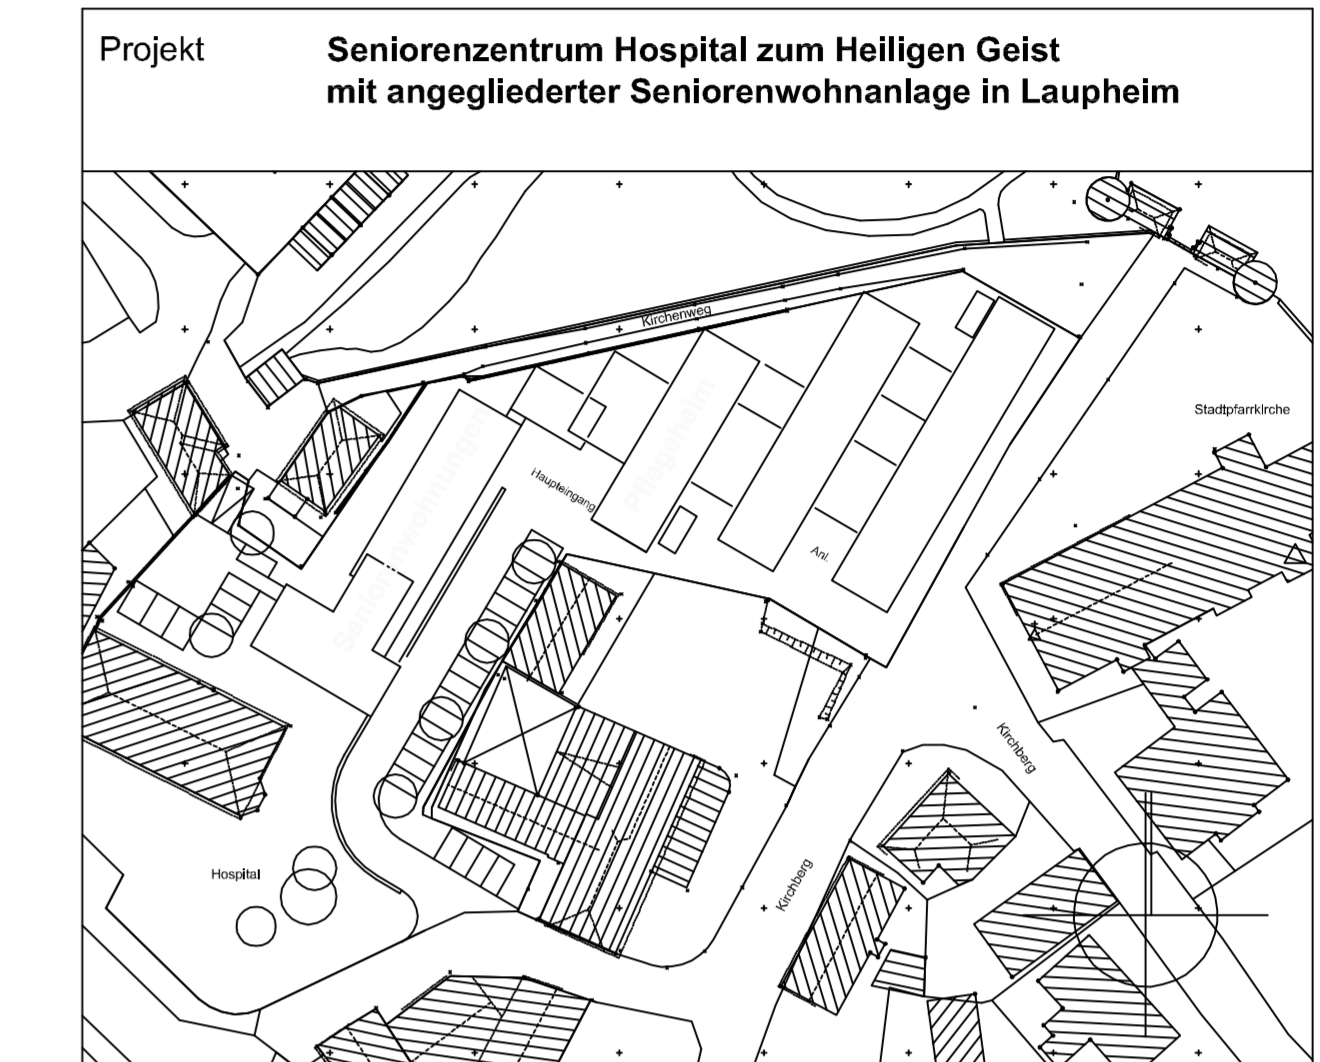 Projekt
Seniorenzentrum Hospital zum Heiligen Geist
mit angegliederter Seniorenwohnanlage in Laupheim
Kirchenweg
Stadtpfarrkirche
Seniorenwohnungen
Pflegeheim
Haupteingang
Anl.
Kirchberg
Kirchberg
Hospital